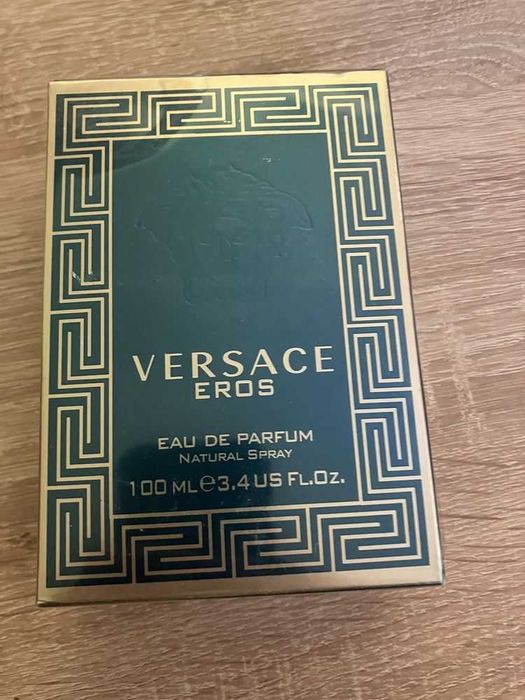 VERSACE
EROS
EAU DE PARFUM
NATURAL SPRAY
100 ML℮3.4 US FL.OZ.